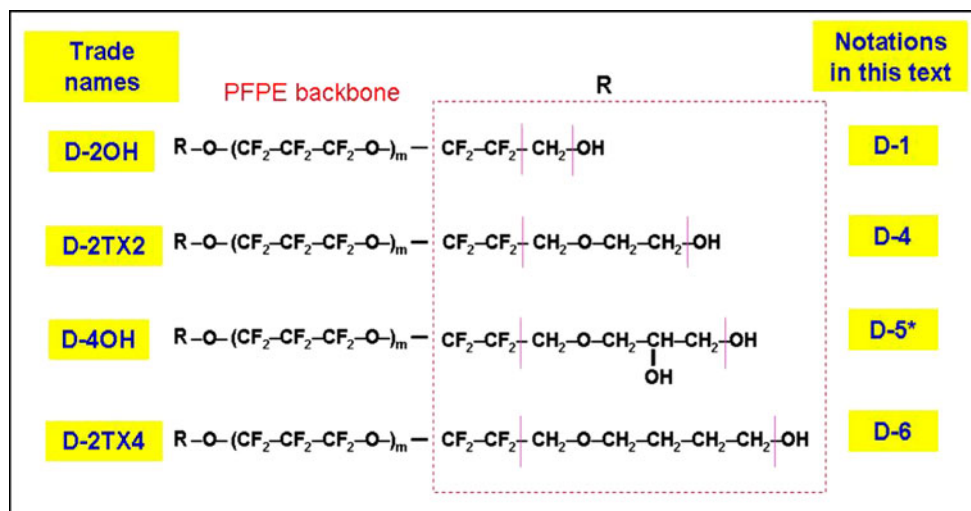 Trade names
PFPE backbone
R
Notations in this text
D-2OH
R–O–(CF₂–CF₂–CF₂–O–)ₘ— CF₂–CF₂–CH₂–OH
D-1
D-2TX2
R–O–(CF₂–CF₂–CF₂–O–)ₘ— CF₂–CF₂–CH₂–O–CH₂–CH₂–OH
D-4
D-4OH
R–O–(CF₂–CF₂–CF₂–O–)ₘ— CF₂–CF₂–CH₂–O–CH₂–CH–CH₂–OH
OH
D-5*
D-2TX4
R–O–(CF₂–CF₂–CF₂–O–)ₘ— CF₂–CF₂–CH₂–O–CH₂–CH₂–CH₂–CH₂–OH
D-6